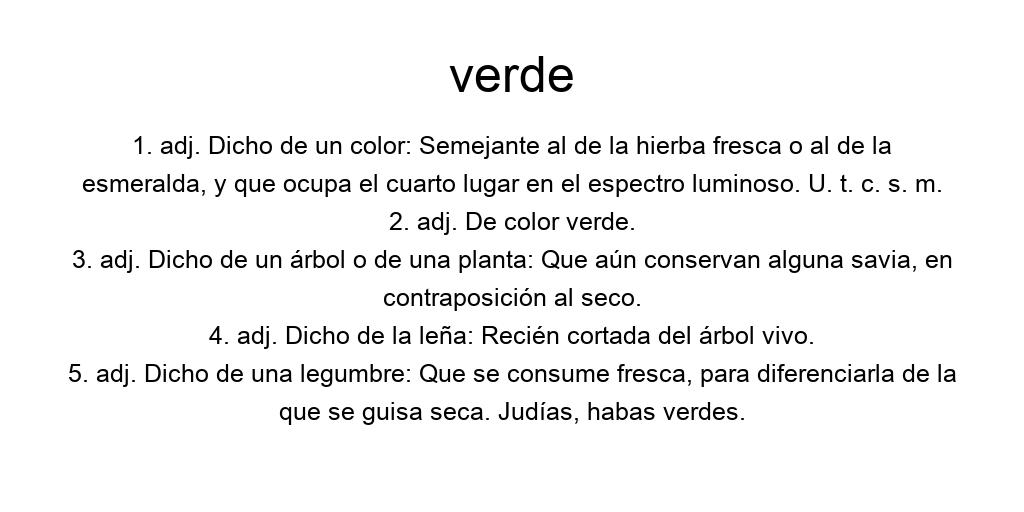 verde
1. adj. Dicho de un color: Semejante al de la hierba fresca o al de la
esmeralda, y que ocupa el cuarto lugar en el espectro luminoso. U. t. c. s. m.
2. adj. De color verde.
3. adj. Dicho de un árbol o de una planta: Que aún conservan alguna savia, en
contraposición al seco.
4. adj. Dicho de la leña: Recién cortada del árbol vivo.
5. adj. Dicho de una legumbre: Que se consume fresca, para diferenciarla de la
que se guisa seca. Judías, habas verdes.